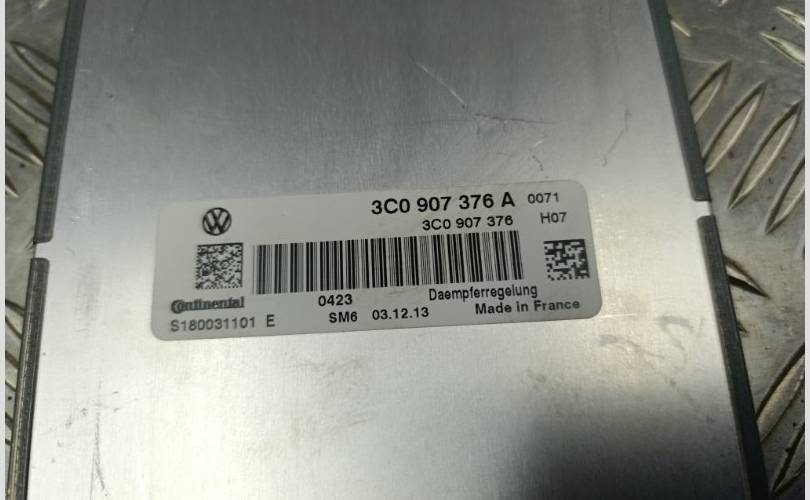 3C0 907 376 A 0071
3C0 907 376 H07
Continental 0423 Daempferregelung
S180031101 E SM6 03.12.13 Made in France